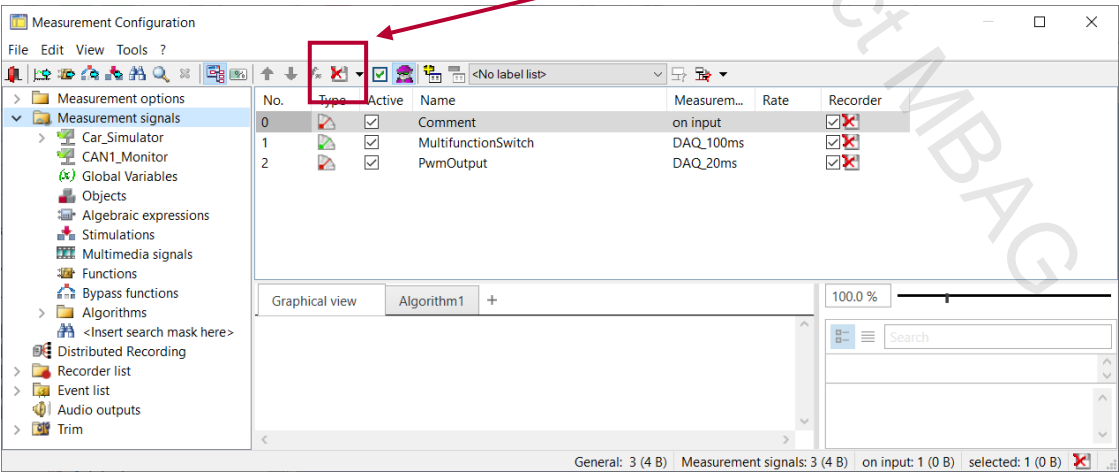 Measurement Configuration
File Edit View Tools ?
<No label list>
Measurement options
Measurement signals
Car_Simulator
CAN1_Monitor
Global Variables
Objects
Algebraic expressions
Stimulations
Multimedia signals
Functions
Bypass functions
Algorithms
<Insert search mask here>
Distributed Recording
Recorder list
Event list
Audio outputs
Trim
No. Type Active Name Measurem... Rate Recorder
0 Comment on input
1 MultifunctionSwitch DAQ_100ms
2 PwmOutput DAQ_20ms
Graphical view Algorithm1 +
100.0 %
Search
General: 3 (4 B) Measurement signals: 3 (4 B) on input: 1 (0 B) selected: 1 (0 B)
ct MBAG